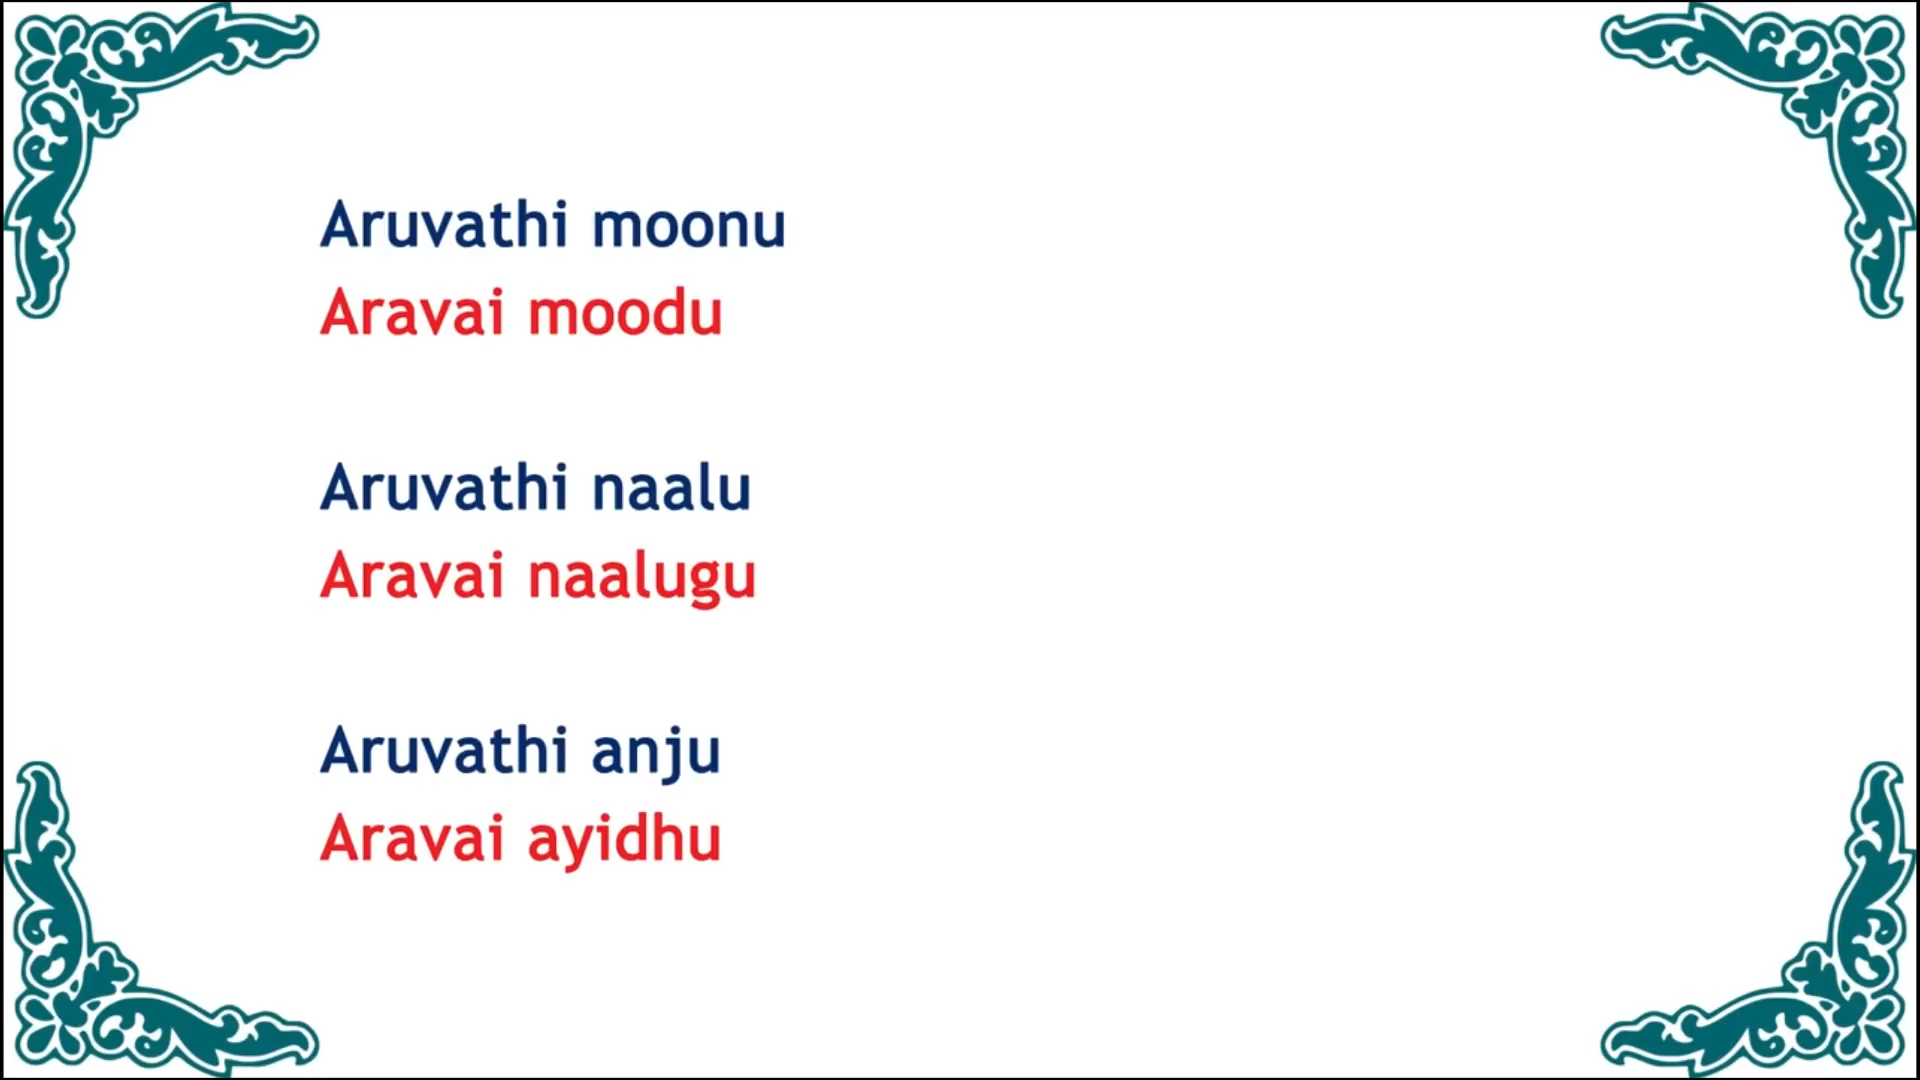 Aruvathi moonu
Aravai moodu
Aruvathi naalu
Aravai naalugu
Aruvathi anju
Aravai ayidhu